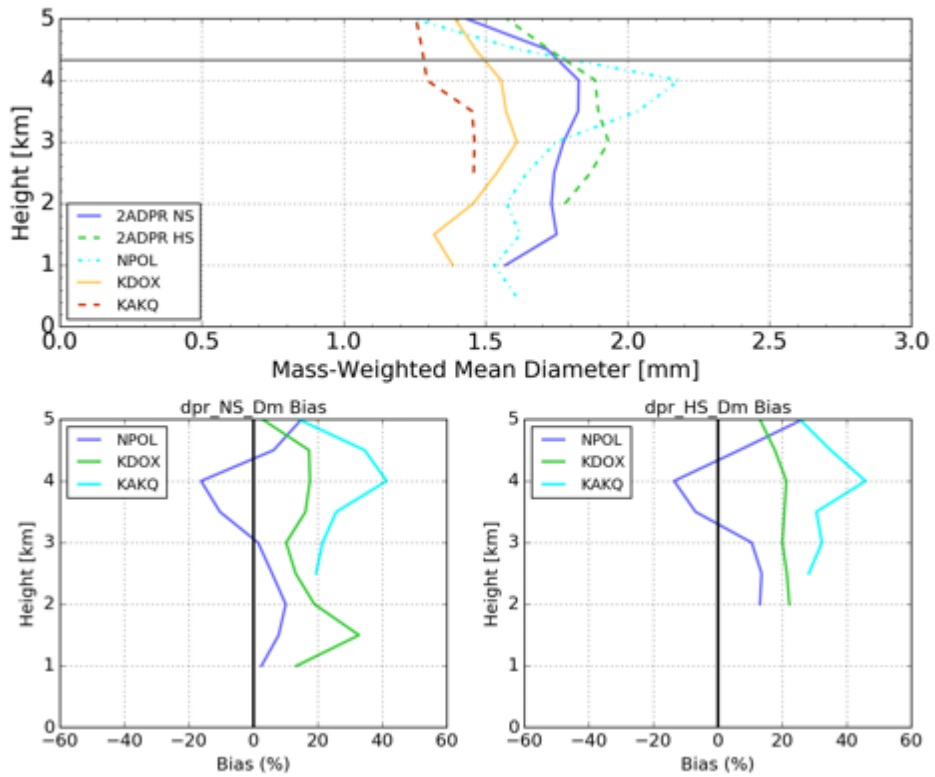 5
4
3
2
1
0
Height [km]
2ADPR NS
2ADPR HS
NPOL
KDOX
KAKQ
0.0 0.5 1.0 1.5 2.0 2.5 3.0
Mass-Weighted Mean Diameter [mm]
dpr_NS_Dm Bias
5
4
3
2
1
0
Height [km]
NPOL
KDOX
KAKQ
−60 −40 −20 0 20 40 60
Bias (%)
dpr_HS_Dm Bias
5
4
3
2
1
0
Height [km]
NPOL
KDOX
KAKQ
−60 −40 −20 0 20 40 60
Bias (%)